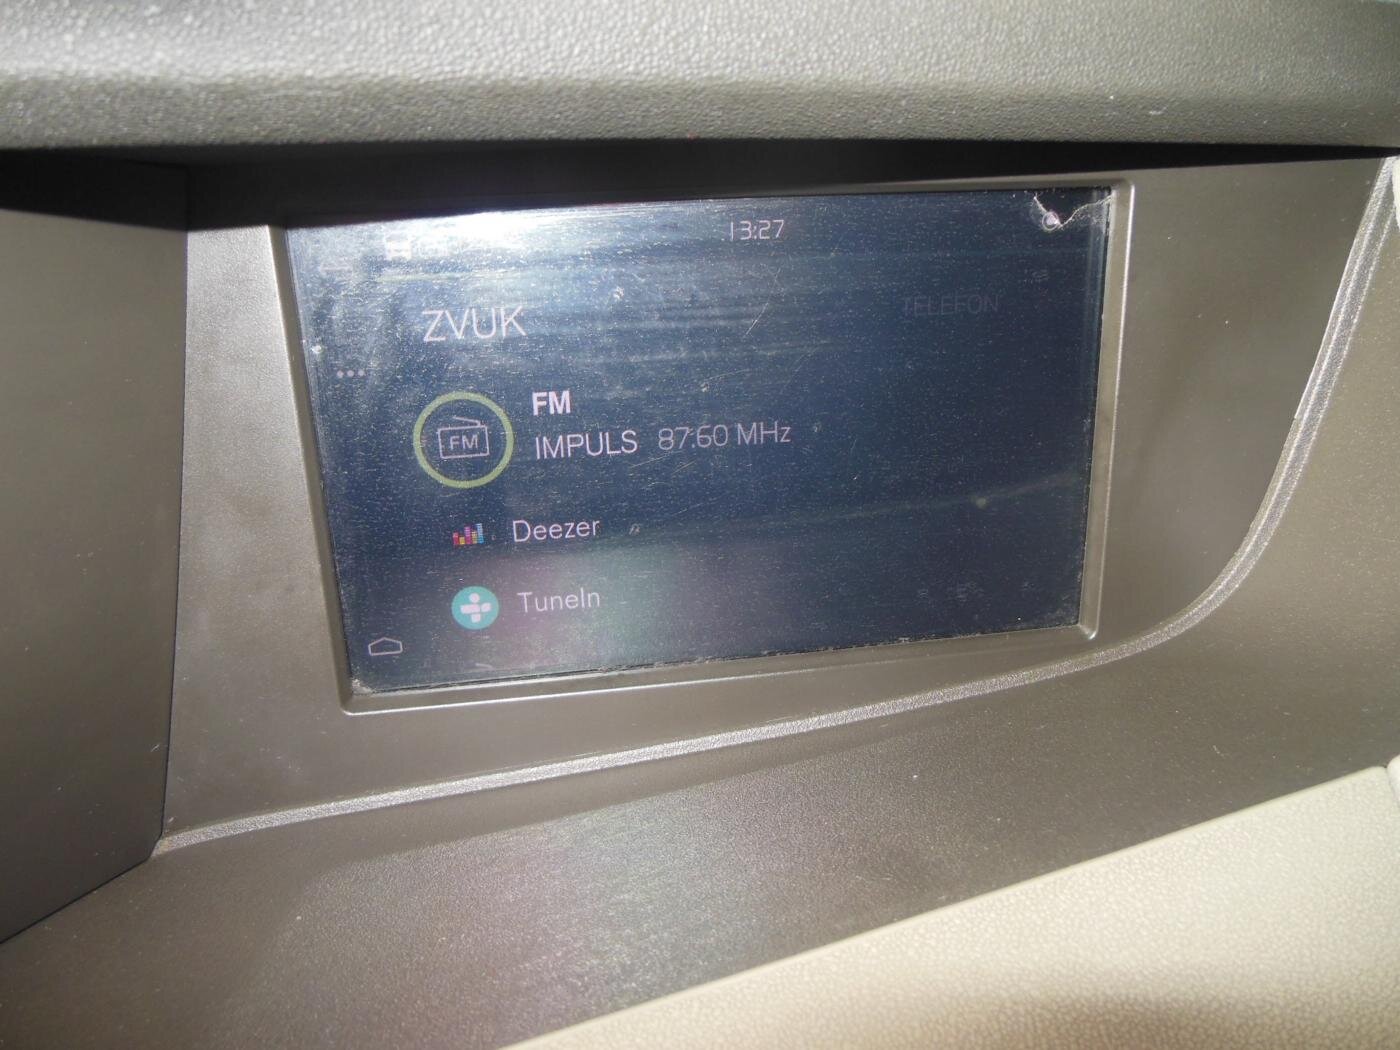 13:27
ZVUK
TELEFON
FM
FM
IMPULS 87.60 MHz
Deezer
TuneIn